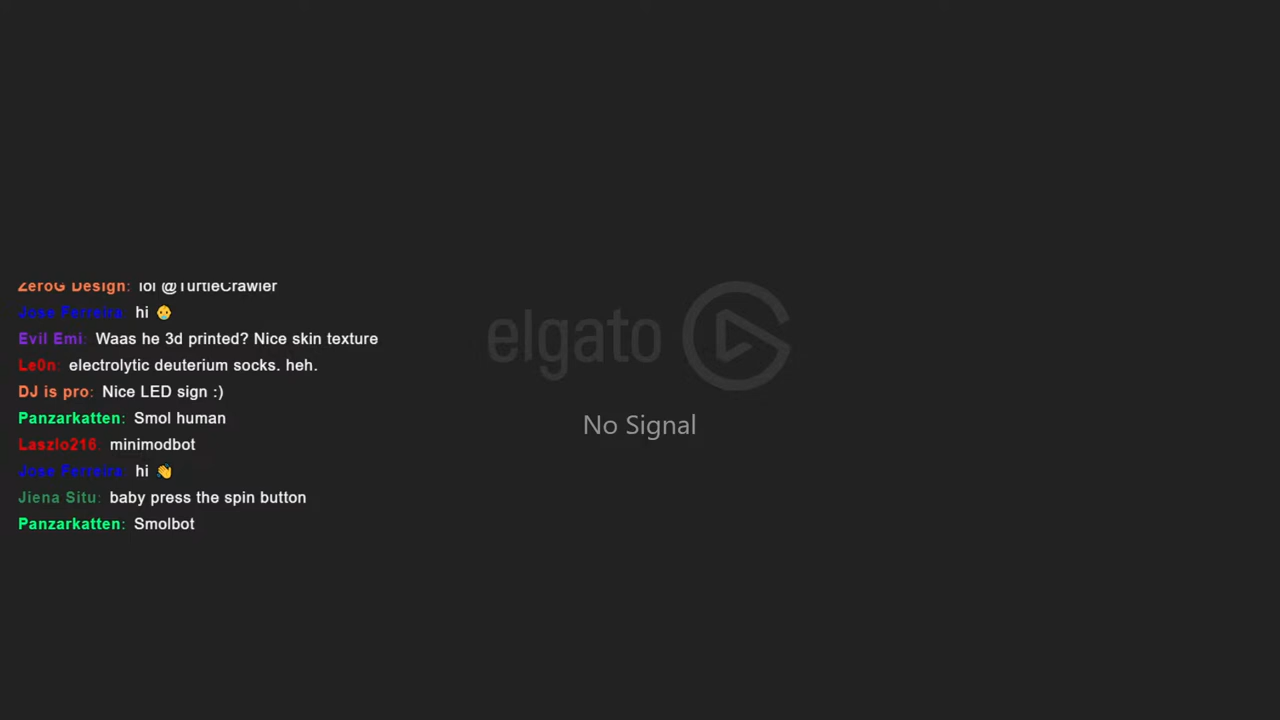 ZeroG Design: lol @TurtleCrawler
Jose Ferreira: hi 😢
Evil Emi: Waas he 3d printed? Nice skin texture
Le0n: electrolytic deuterium socks. heh.
DJ is pro: Nice LED sign :)
Panzarkatten: Smol human
Laszlo216: minimodbot
Jose Ferreira: hi 👋
Jiena Situ: baby press the spin button
Panzarkatten: Smolbot
elgato
No Signal